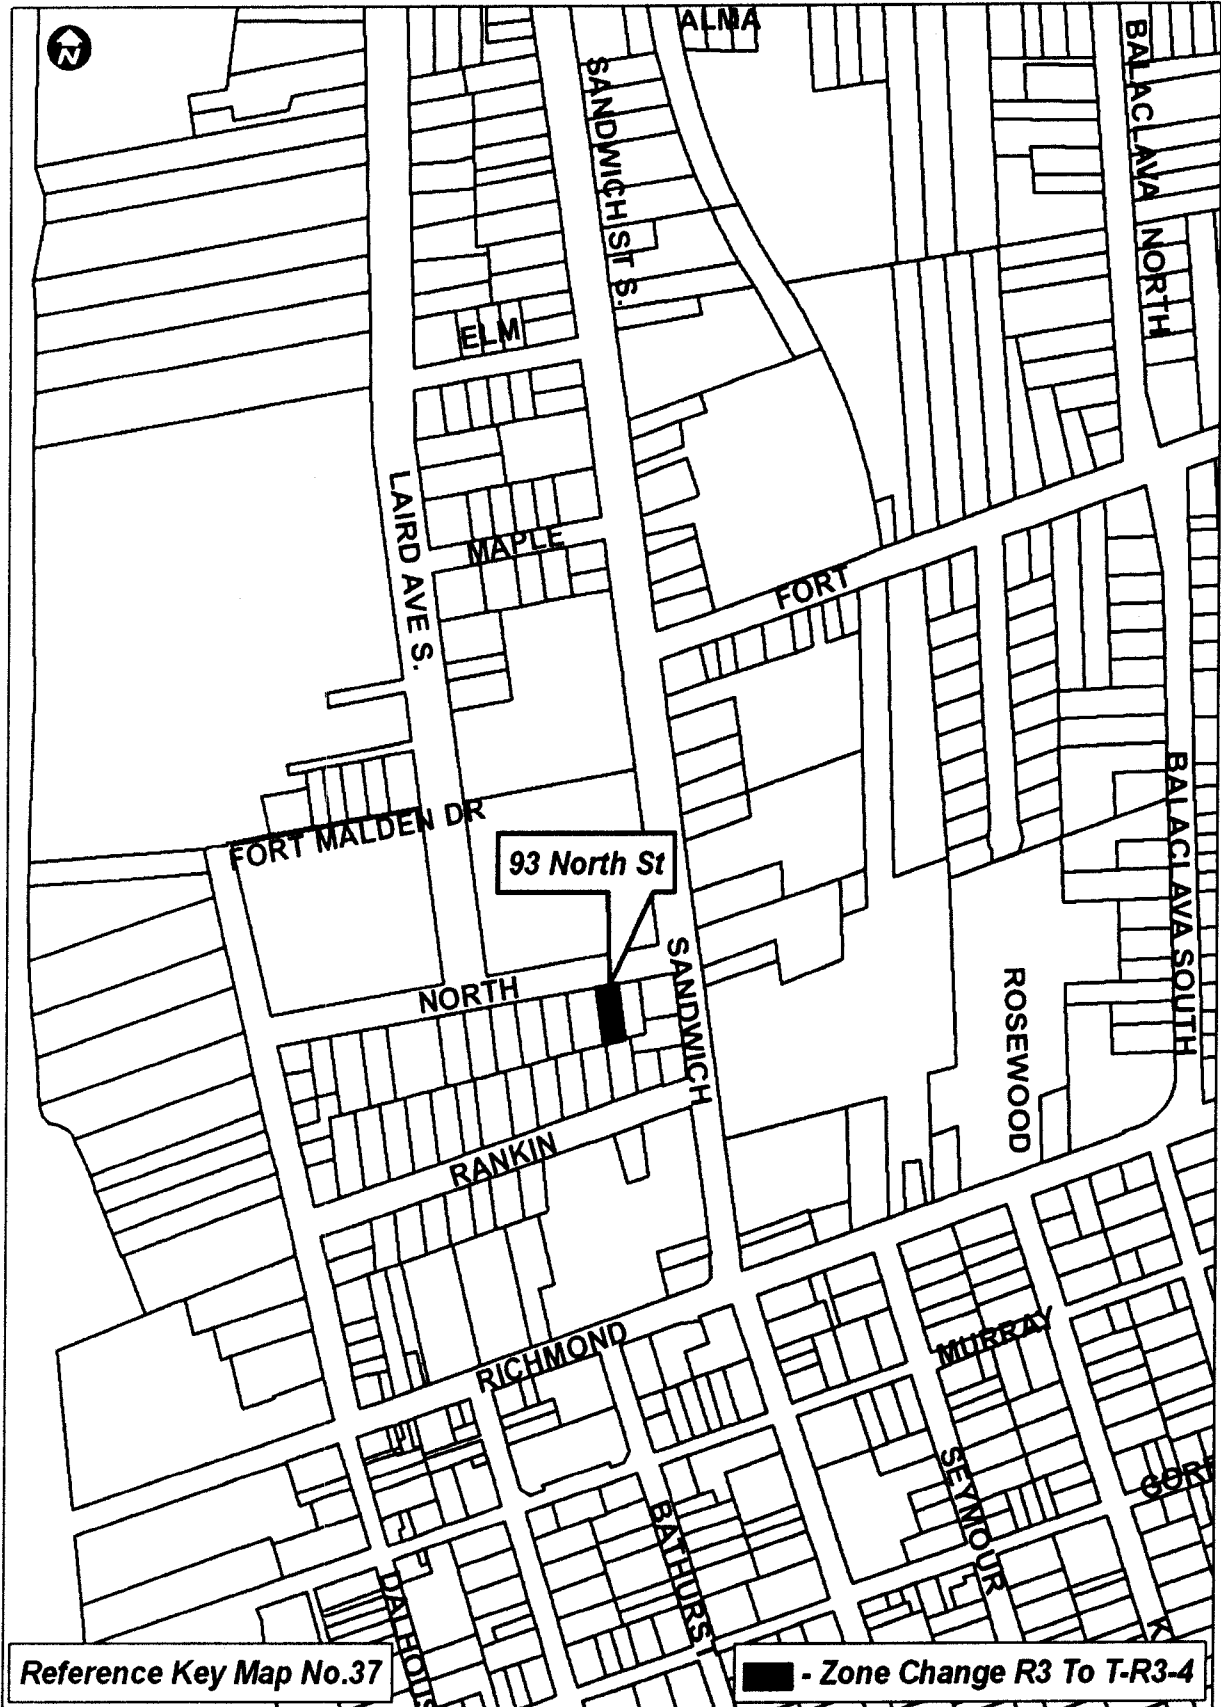 N
ALMA
SANDWICH ST S.
BALACLAVA NORTH
ELM
LAIRD AVE S.
MAPLE
FORT
FORT MALDEN DR
93 North St
BALACLAVA SOUTH
SANDWICH
NORTH
ROSEWOOD
RANKIN
RICHMOND
MURRAY
SEYMOUR
BATHURST
Reference Key Map No.37
- Zone Change R3 To T-R3-4